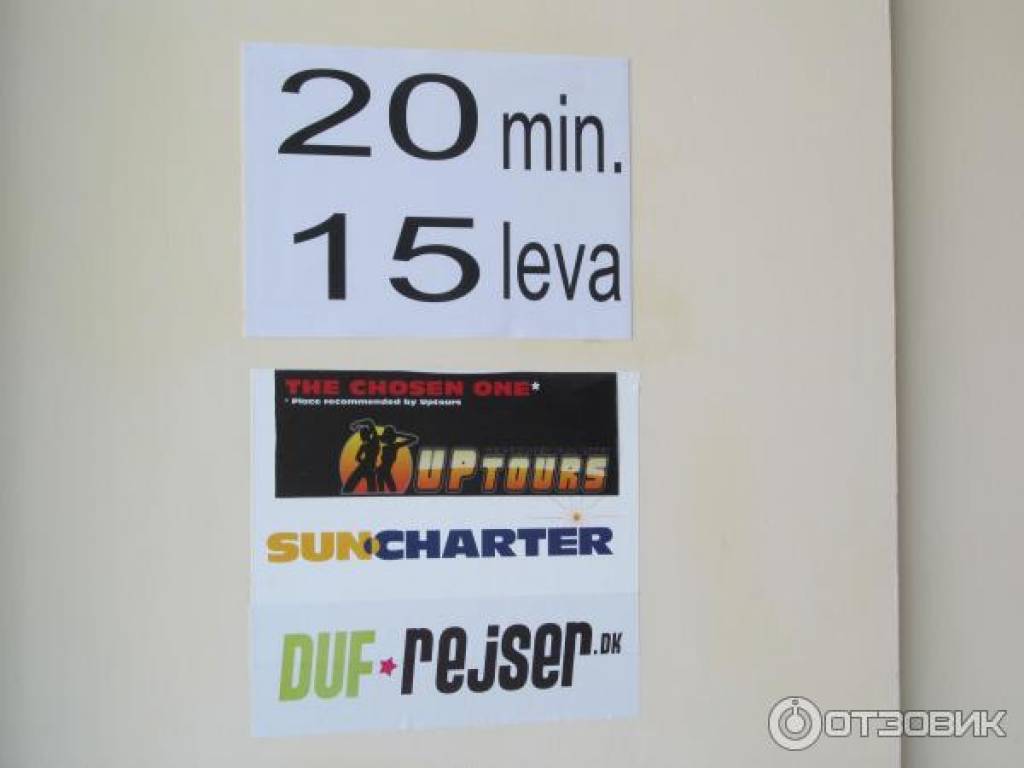 20 min.
15 leva
THE CHOSEN ONE*
* Place recommended by Uptours
UPTOURS
SUNCHARTER
DUF★rejser.DK
ОТЗОВИК